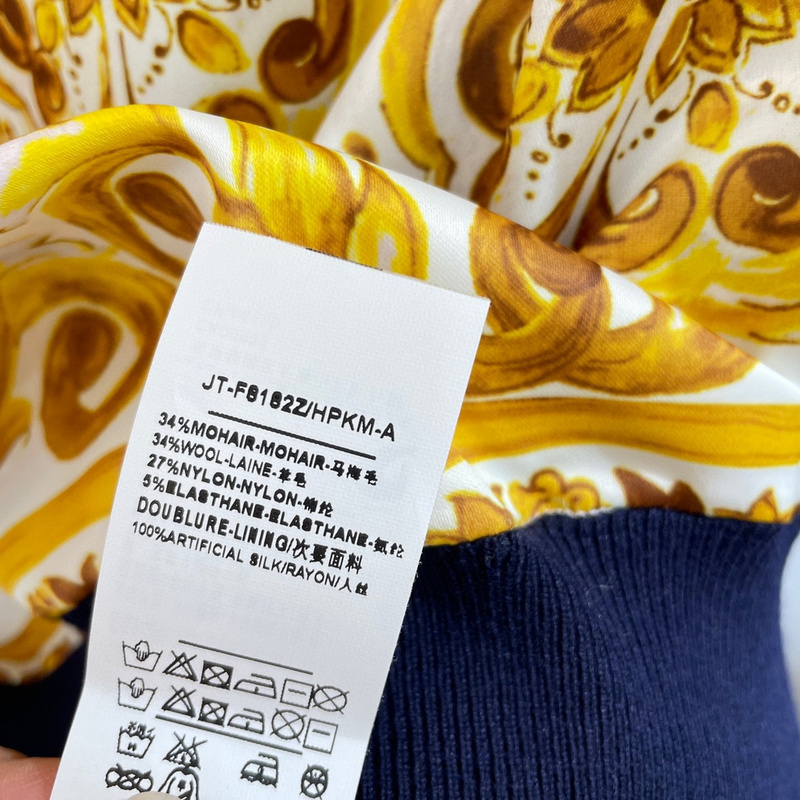 JT-F8182Z/HPKM-A
34%MOHAIR-MOHAIR-马海毛
34%WOOL-LAINE-羊毛
27%NYLON-NYLON-锦纶
5%ELASTHANE-ELASTHANE-氨纶
DOUBLURE-LINING/次要面料
100%ARTIFICIAL SILK/RAYON/人丝